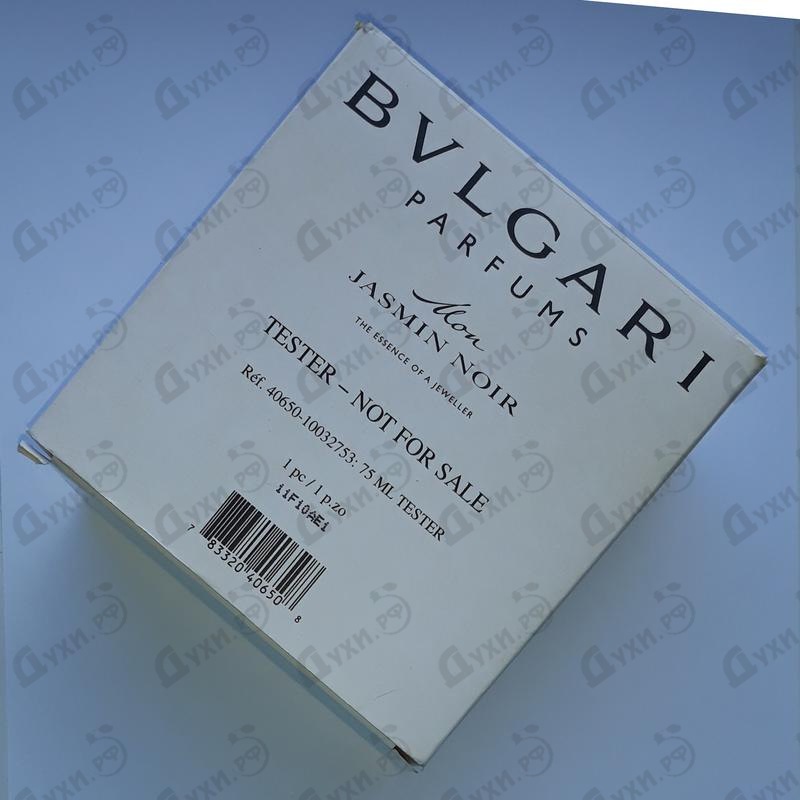 BVLGARI
PARFUMS
Mon
JASMIN NOIR
THE ESSENCE OF A JEWELLER
TESTER – NOT FOR SALE
Réf. 40650-10032753: 75 ML TESTER
1 pc / 1 p.zo
11F10AE1
7 83320 40650 8
Духи.рф